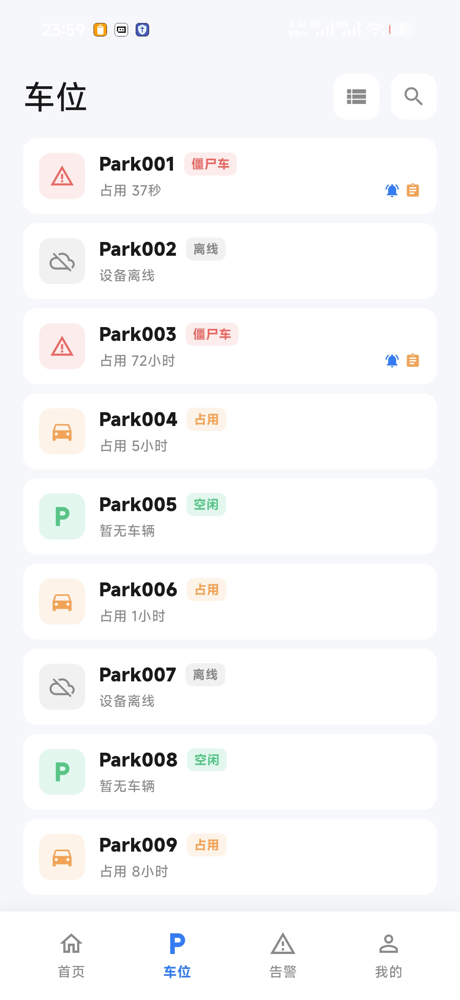 23:59
3.24 KB/s 5G 5G 2
车位
Park001 僵尸车
占用 37秒
Park002 离线
设备离线
Park003 僵尸车
占用 72小时
Park004 占用
占用 5小时
Park005 空闲
暂无车辆
Park006 占用
占用 1小时
Park007 离线
设备离线
Park008 空闲
暂无车辆
Park009 占用
占用 8小时
首页 车位 告警 我的